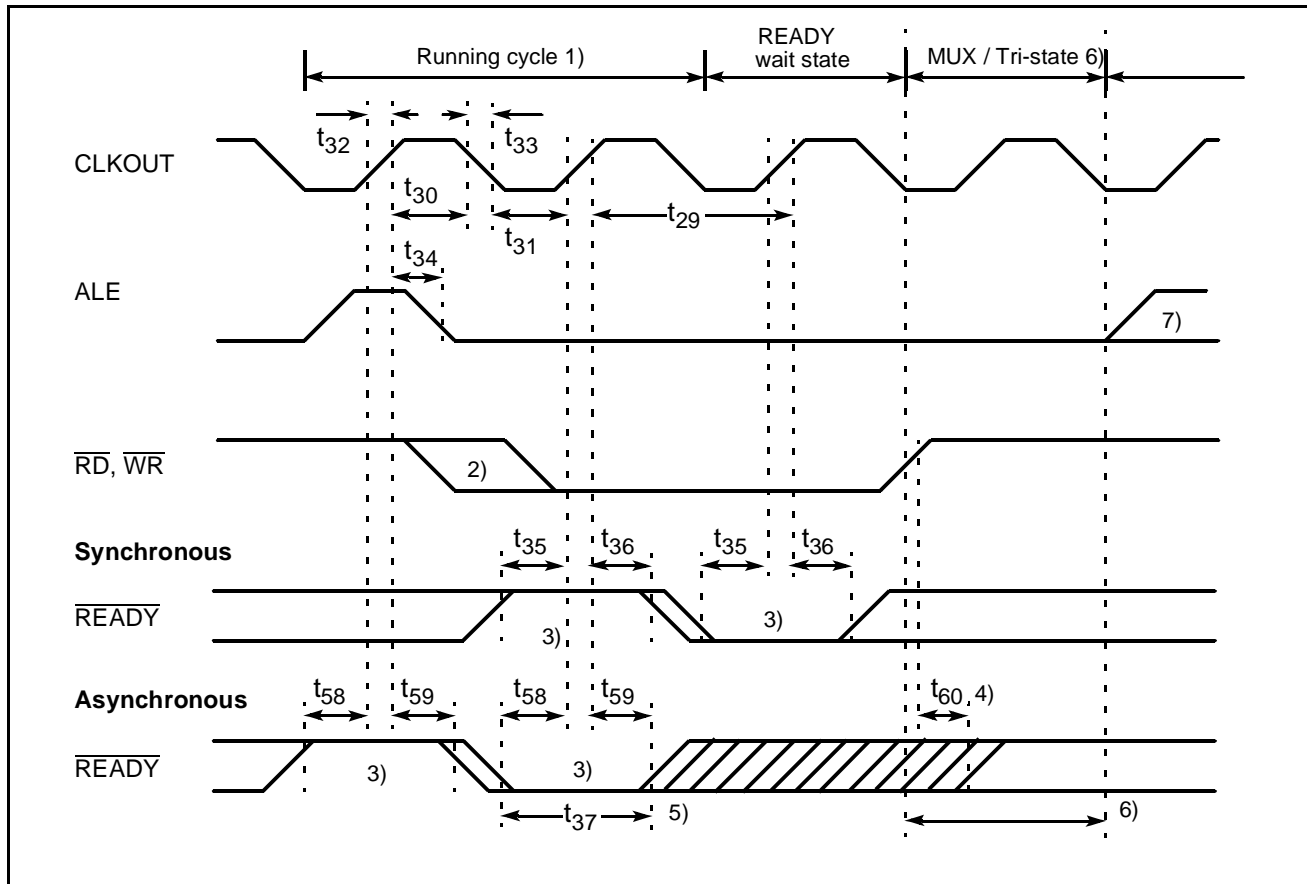 Running cycle 1)
READY
wait state
MUX / Tri-state 6)
t32
t33
CLKOUT
t30
t31
t29
t34
ALE
7)
RD, WR
2)
Synchronous
t35
t36
t35
t36
READY
3)
3)
Asynchronous
t58
t59
t58
t59
t60 4)
READY
3)
3)
t37
5)
6)